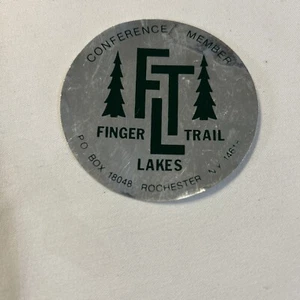 CONFERENCE MEMBER
FLT
FINGER TRAIL
LAKES
P.O. BOX 18048 ROCHESTER